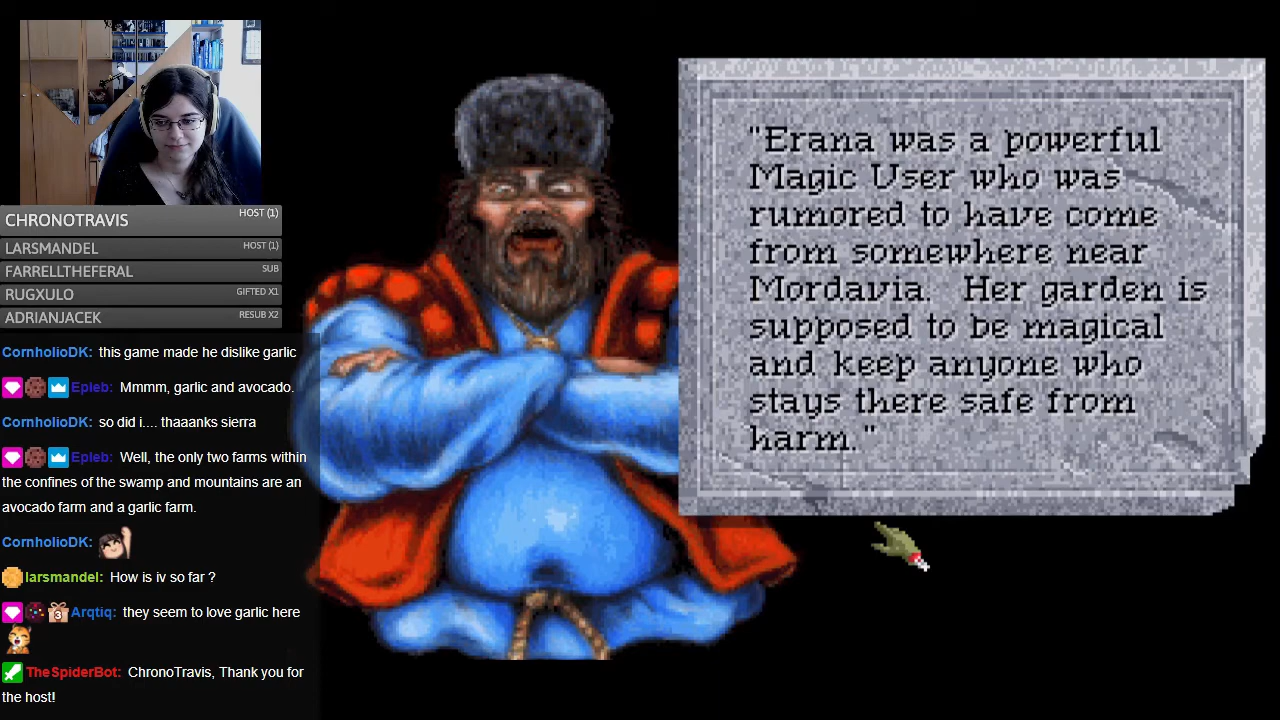 CHRONOTRAVIS HOST (1)
LARSMANDEL HOST (1)
FARRELLTHEFERAL SUB
RUGXULO GIFTED X1
ADRIANJACEK RESUB X2
CornholioDK: this game made he dislike garlic
Epieb: Mmmm, garlic and avocado.
CornholioDK: so did i.... thaaanks sierra
Epieb: Well, the only two farms within
the confines of the swamp and mountains are an
avocado farm and a garlic farm.
CornholioDK:
larsmandel: How is iv so far ?
3 Arqtiq: they seem to love garlic here
TheSpiderBot: ChronoTravis, Thank you for
the host!
"Erana was a powerful
Magic User who was
rumored to have come
from somewhere near
Mordavia. Her garden is
supposed to be magical
and keep anyone who
stays there safe from
harm."